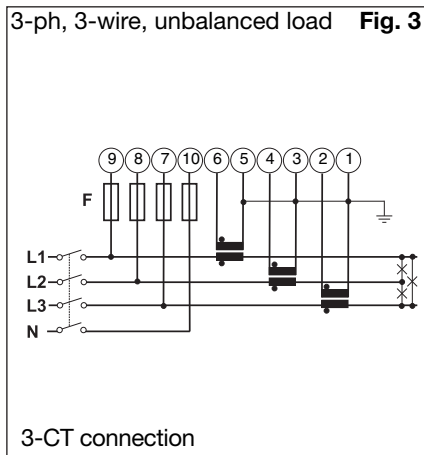 3-ph, 3-wire, unbalanced load Fig. 3
9 8 7 10 6 5 4 3 2 1
F
L1
L2
L3
N
3-CT connection